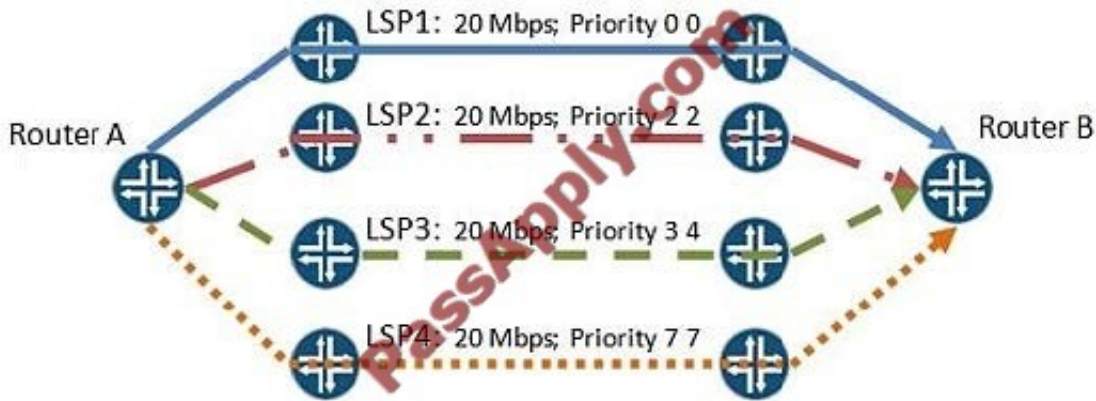 LSP1: 20 Mbps; Priority 0 0
LSP2: 20 Mbps; Priority 2 2
Router A
Router B
LSP3: 20 Mbps; Priority 3 4
LSP4: 20 Mbps; Priority 7 7
PassApply.com